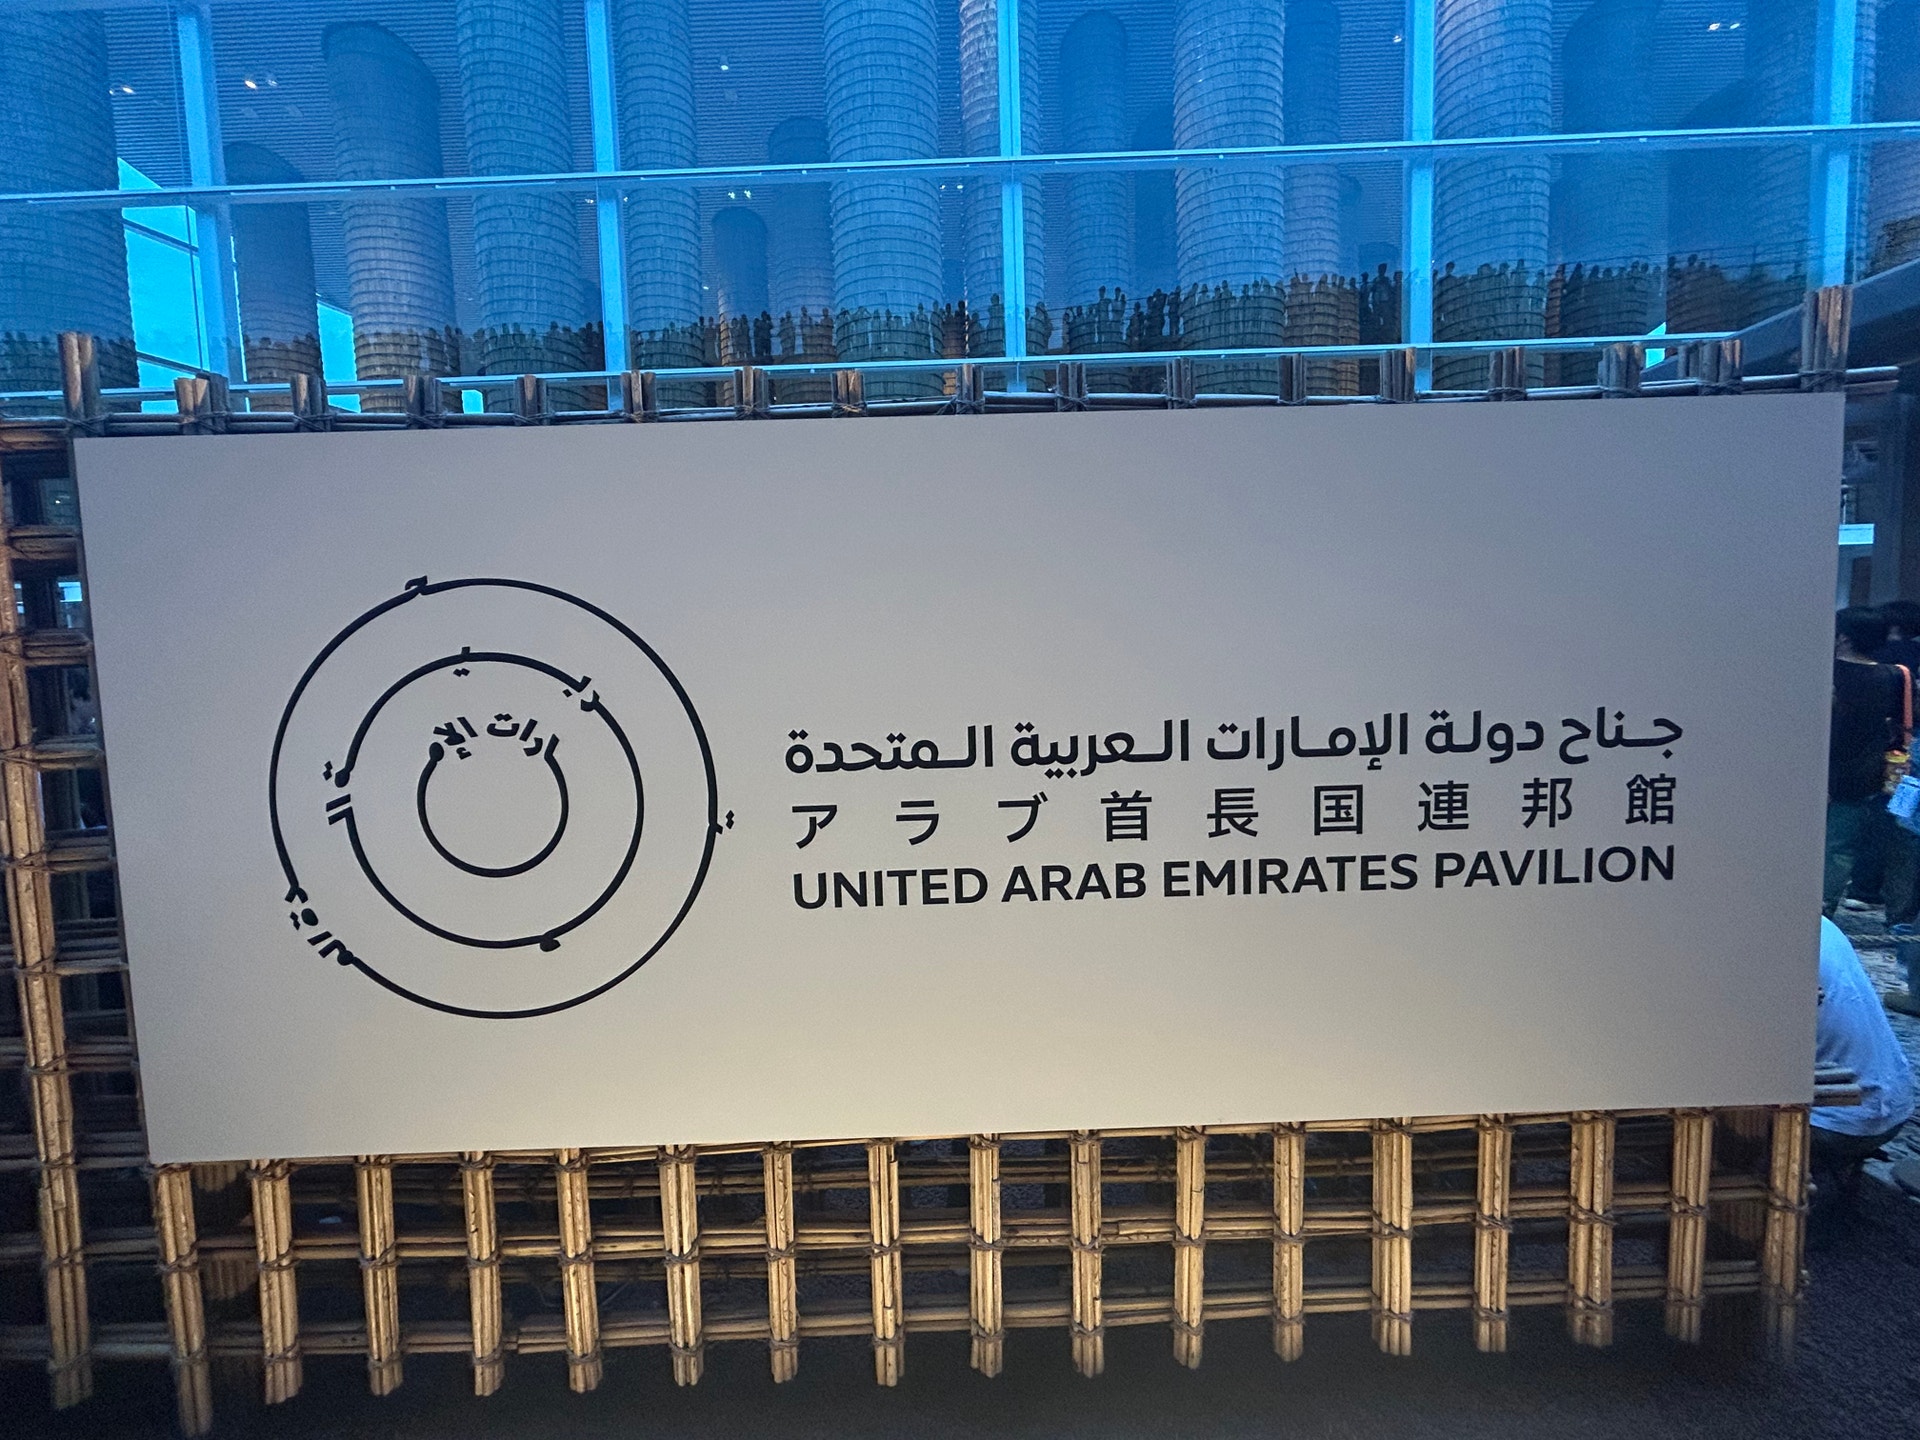 جناح دولة الإمارات العربية المتحدة
アラブ首長国連邦館
UNITED ARAB EMIRATES PAVILION